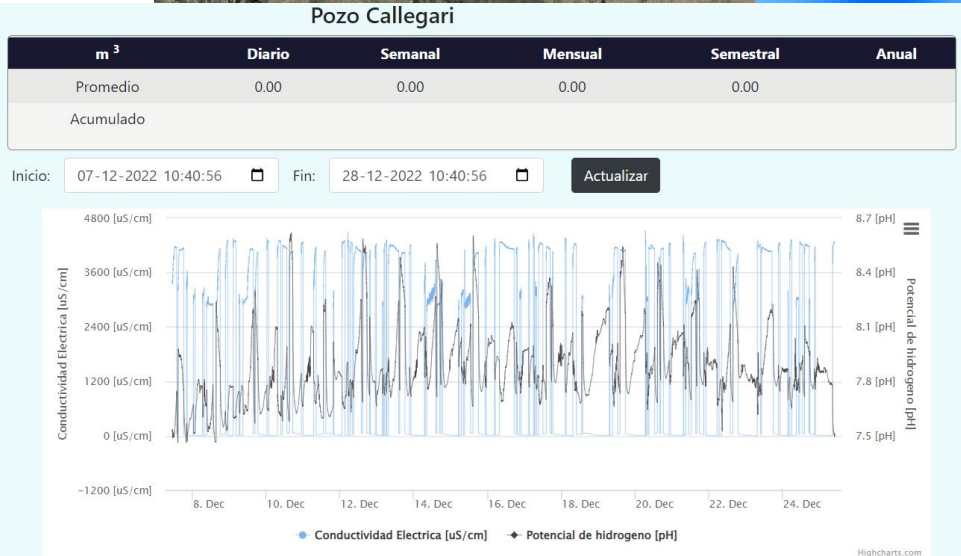 Pozo Callegari
m 3 Diario Semanal Mensual Semestral Anual
Promedio 0.00 0.00 0.00 0.00
Acumulado
Inicio: 07-12-2022 10:40:56 Fin: 28-12-2022 10:40:56 Actualizar
4800 [uS/cm] 8.7 [pH]
3600 [uS/cm] 8.4 [pH]
2400 [uS/cm] 8.1 [pH]
1200 [uS/cm] 7.8 [pH]
0 [uS/cm] 7.5 [pH]
-1200 [uS/cm]
Conductividad Electrica [uS/cm]
Potencial de hidrogeno [pH]
8. Dec 10. Dec 12. Dec 14. Dec 16. Dec 18. Dec 20. Dec 22. Dec 24. Dec
Conductividad Electrica [uS/cm] Potencial de hidrogeno [pH]
Highcharts.com